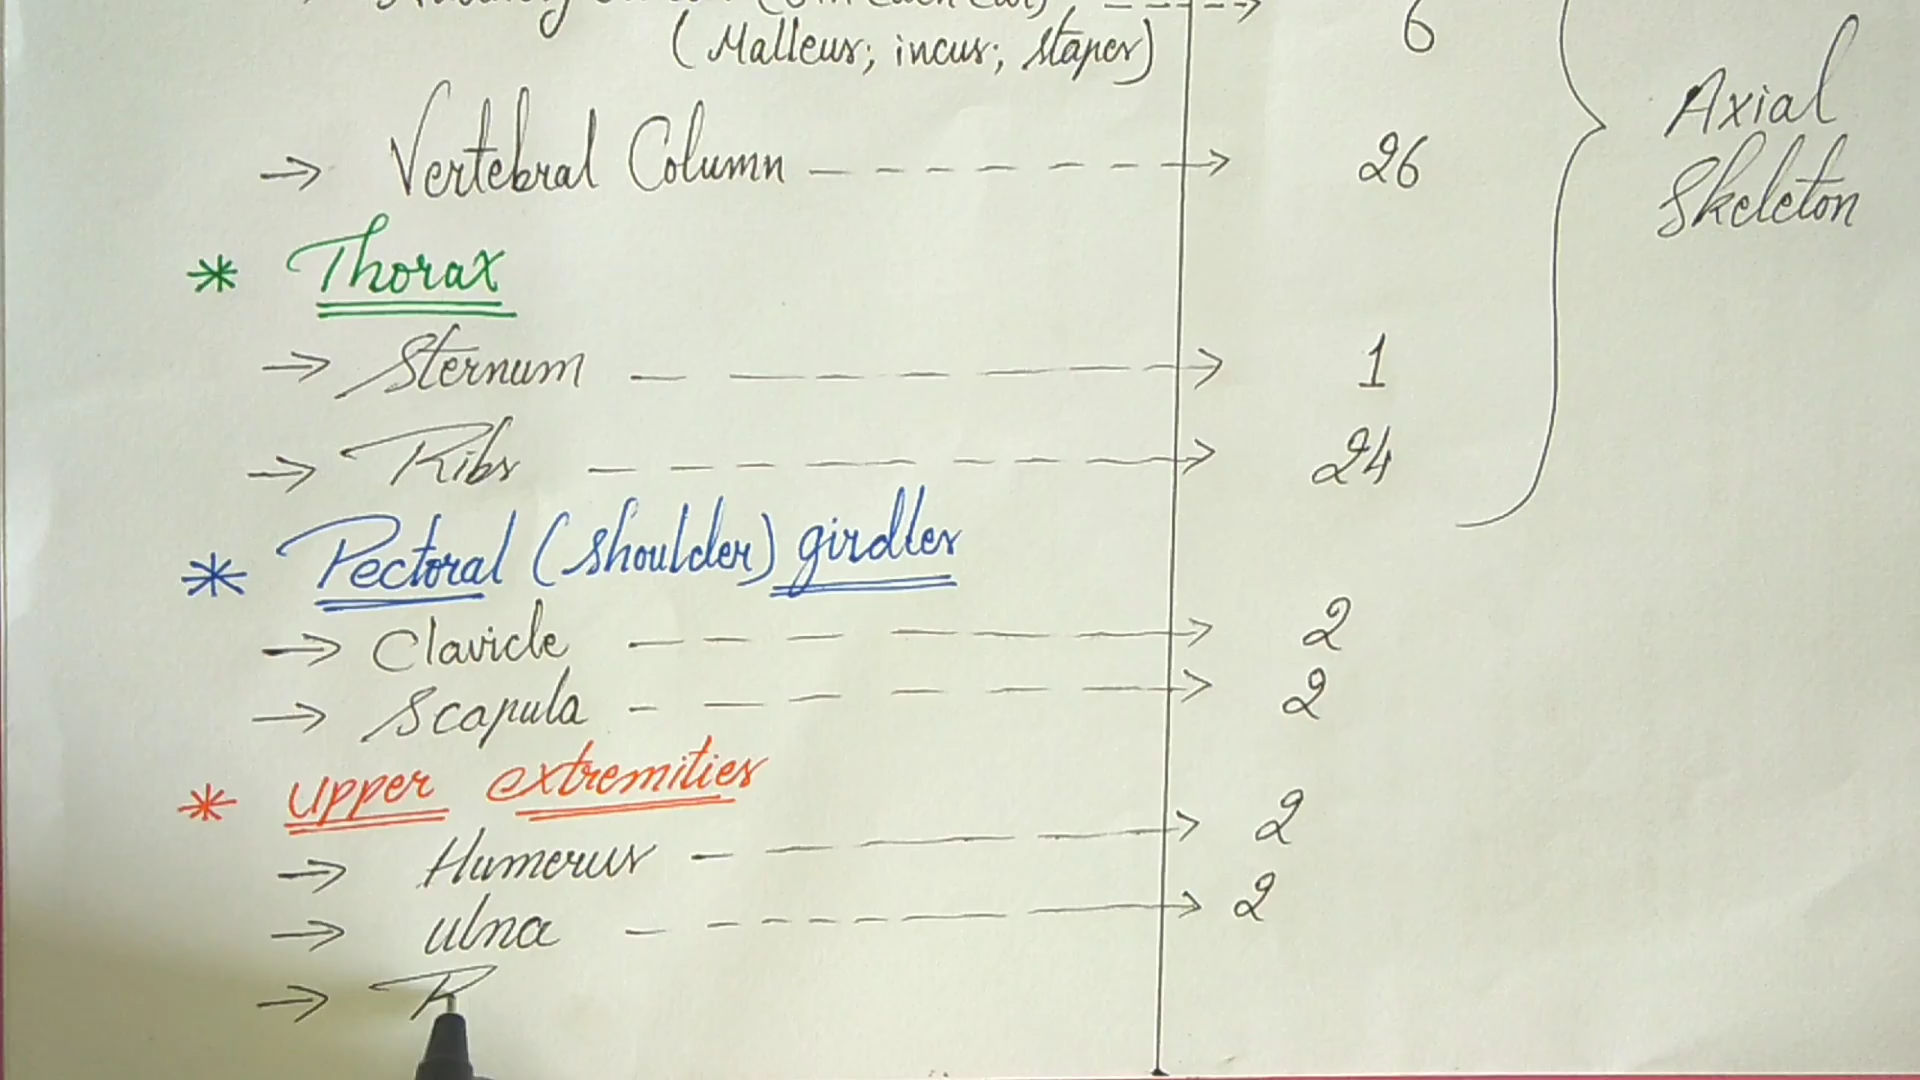 6
(Malleus; incus; stapes)
Axial
Skeleton
→ Vertebral Column → 26
* Thorax
→ Sternum → 1
→ Ribs → 24
* Pectoral (shoulder) girdles
→ Clavicle → 2
→ Scapula → 2
* upper extremities
→ Humerus → 2
→ ulna → 2
→ R